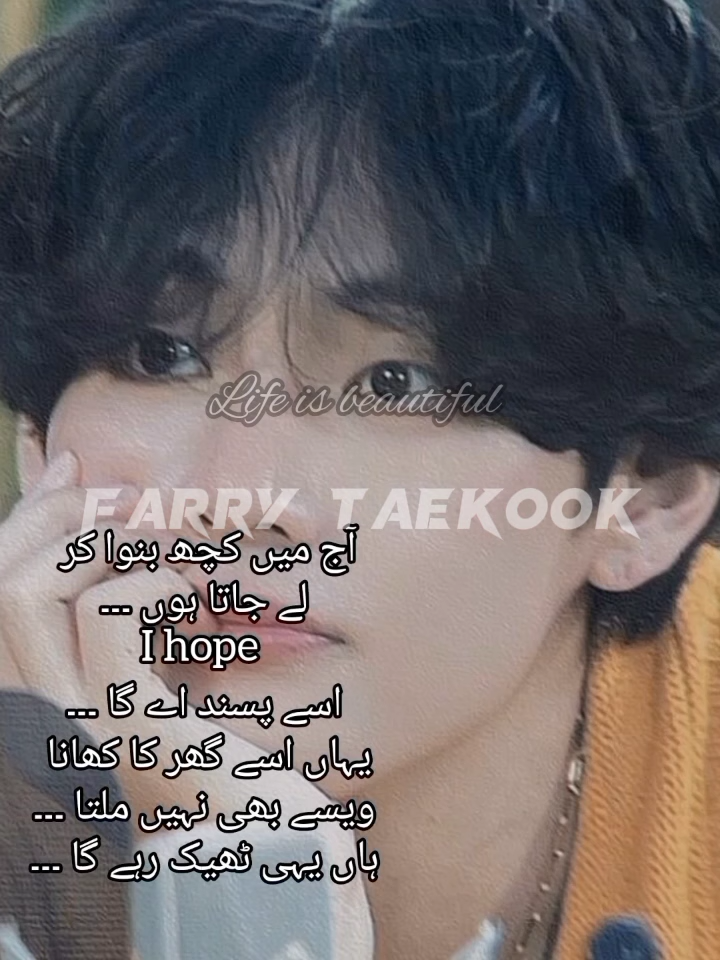 Life is beautiful
FARRY TAEKOOK
آج میں کچھ بنوا کر
لے جاتا ہوں ...
I hope
اسے پسند اے گا ...
یہاں اسے گھر کا کھانا
ویسے بھی نہیں ملتا ...
ہاں یہی ٹھیک رہے گا ...